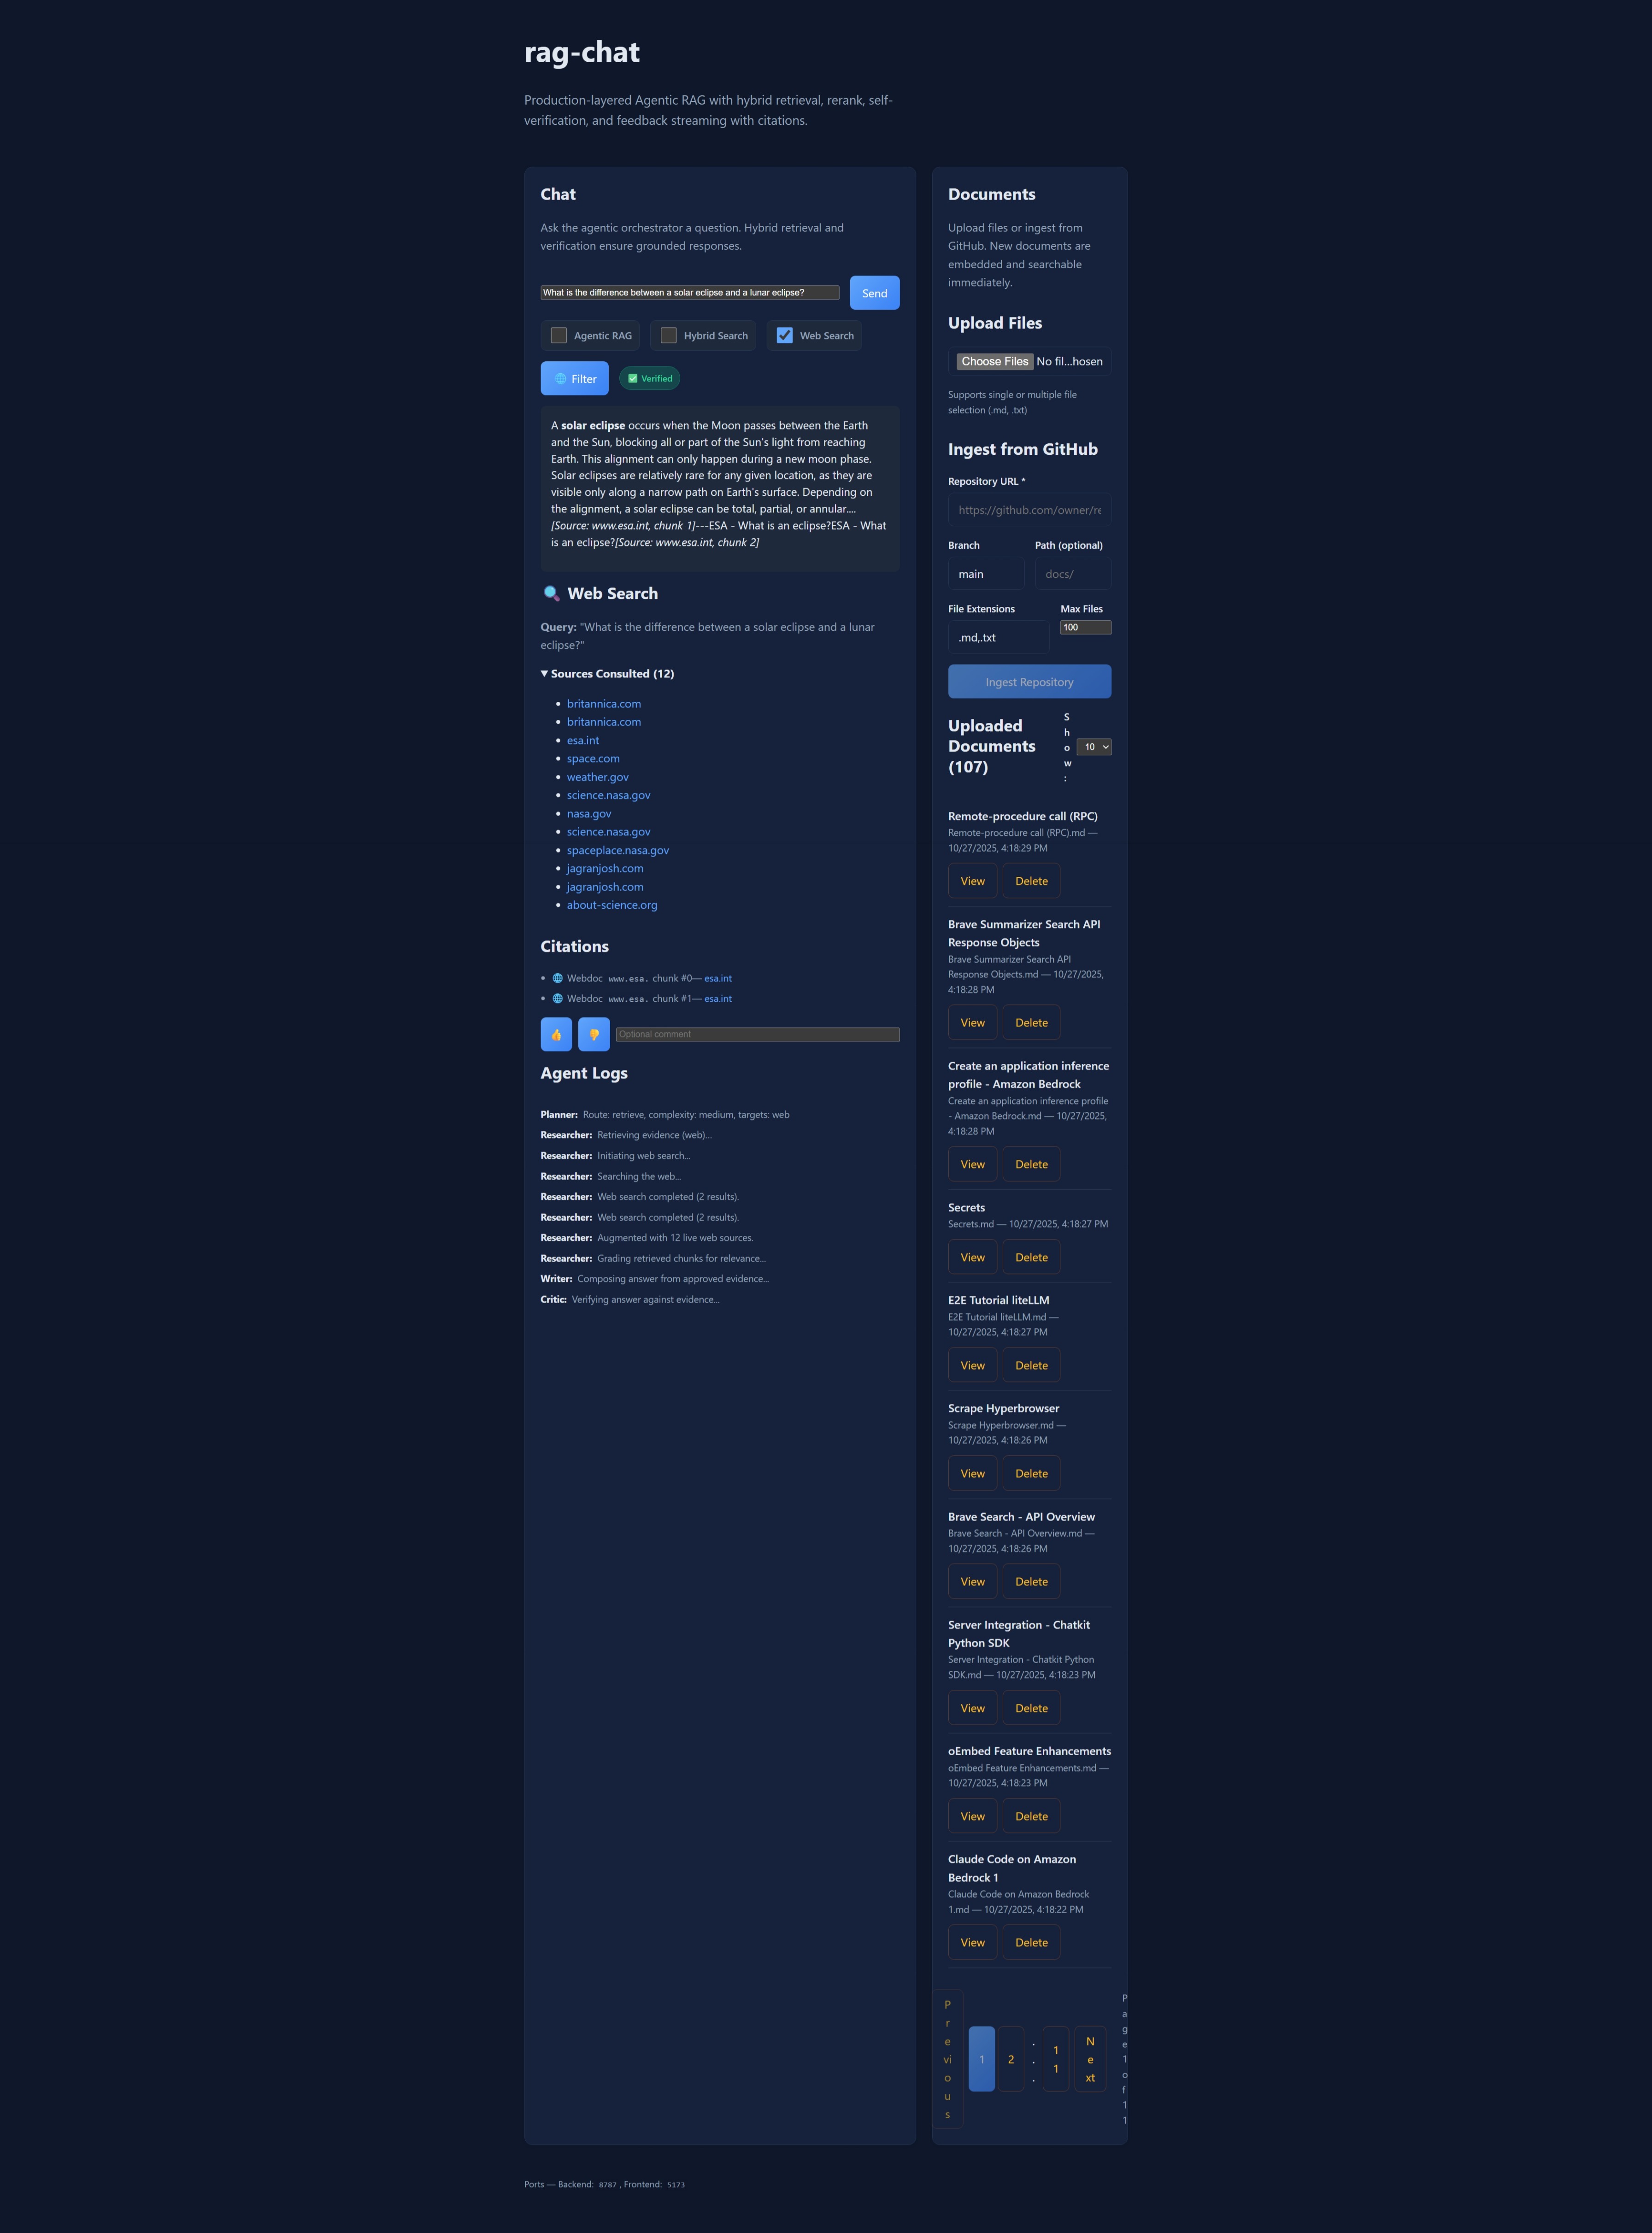 rag-chat
Production-layered Agentic RAG with hybrid retrieval, rerank, self-
verification, and feedback streaming with citations.
Chat
Ask the agentic orchestrator a question. Hybrid retrieval and
verification ensure grounded responses.
What is the difference between a solar eclipse and a lunar eclipse?
Send
Agentic RAG
Hybrid Search
Web Search
🌐 Filter
✅ Verified
A solar eclipse occurs when the Moon passes between the Earth
and the Sun, blocking all or part of the Sun's light from reaching
Earth. This alignment can only happen during a new moon phase.
Solar eclipses are relatively rare for any given location, as they are
visible only along a narrow path on Earth's surface. Depending on
the alignment, a solar eclipse can be total, partial, or annular....
[Source: www.esa.int, chunk 1]---ESA - What is an eclipse?ESA - What
is an eclipse?[Source: www.esa.int, chunk 2]
🔍 Web Search
Query: "What is the difference between a solar eclipse and a lunar
eclipse?"
▼ Sources Consulted (12)
• britannica.com
• britannica.com
• esa.int
• space.com
• weather.gov
• science.nasa.gov
• nasa.gov
• science.nasa.gov
• spaceplace.nasa.gov
• jagranjosh.com
• jagranjosh.com
• about-science.org
Citations
• 🌐 Webdoc www.esa. chunk #0— esa.int
• 🌐 Webdoc www.esa. chunk #1— esa.int
👍 👎 Optional comment
Agent Logs
Planner: Route: retrieve, complexity: medium, targets: web
Researcher: Retrieving evidence (web)...
Researcher: Initiating web search...
Researcher: Searching the web...
Researcher: Web search completed (2 results).
Researcher: Web search completed (2 results).
Researcher: Augmented with 12 live web sources.
Researcher: Grading retrieved chunks for relevance...
Writer: Composing answer from approved evidence...
Critic: Verifying answer against evidence...
Documents
Upload files or ingest from
GitHub. New documents are
embedded and searchable
immediately.
Upload Files
Choose Files No fil...hosen
Supports single or multiple file
selection (.md, .txt)
Ingest from GitHub
Repository URL *
https://github.com/owner/re
Branch
Path (optional)
main
docs/
File Extensions
Max Files
.md,.txt
100
Ingest Repository
Uploaded
Documents
(107)
Show:
10
Remote-procedure call (RPC)
Remote-procedure call (RPC).md —
10/27/2025, 4:18:29 PM
View Delete
Brave Summarizer Search API
Response Objects
Brave Summarizer Search API
Response Objects.md — 10/27/2025,
4:18:28 PM
View Delete
Create an application inference
profile - Amazon Bedrock
Create an application inference profile
- Amazon Bedrock.md — 10/27/2025,
4:18:28 PM
View Delete
Secrets
Secrets.md — 10/27/2025, 4:18:27 PM
View Delete
E2E Tutorial liteLLM
E2E Tutorial liteLLM.md —
10/27/2025, 4:18:27 PM
View Delete
Scrape Hyperbrowser
Scrape Hyperbrowser.md —
10/27/2025, 4:18:26 PM
View Delete
Brave Search - API Overview
Brave Search - API Overview.md —
10/27/2025, 4:18:26 PM
View Delete
Server Integration - Chatkit
Python SDK
Server Integration - Chatkit Python
SDK.md — 10/27/2025, 4:18:23 PM
View Delete
oEmbed Feature Enhancements
oEmbed Feature Enhancements.md —
10/27/2025, 4:18:23 PM
View Delete
Claude Code on Amazon
Bedrock 1
Claude Code on Amazon Bedrock
1.md — 10/27/2025, 4:18:22 PM
View Delete
Previous
1
2
...
11
Next
Page 1 of 11
Ports — Backend: 8787 , Frontend: 5173